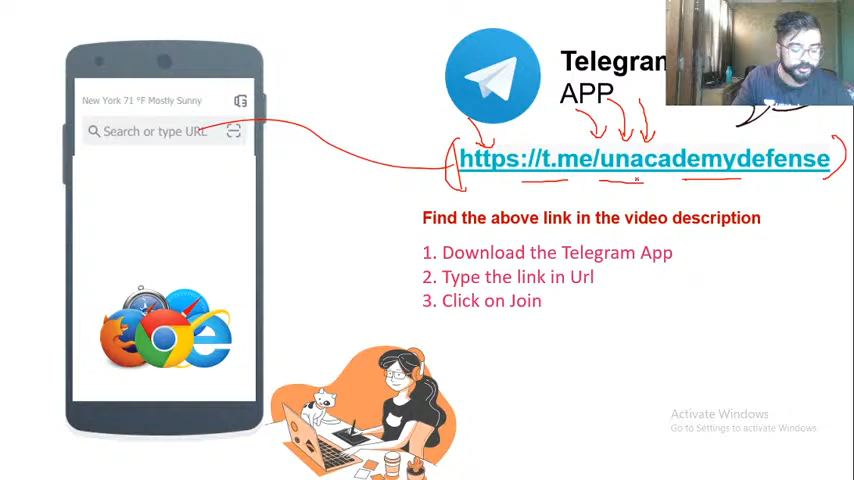 New York 71 °F Mostly Sunny
Search or type URL
Telegram
APP
https://t.me/unacademydefense
Find the above link in the video description
1. Download the Telegram App
2. Type the link in Url
3. Click on Join
Activate Windows
Go to Settings to activate Windows.